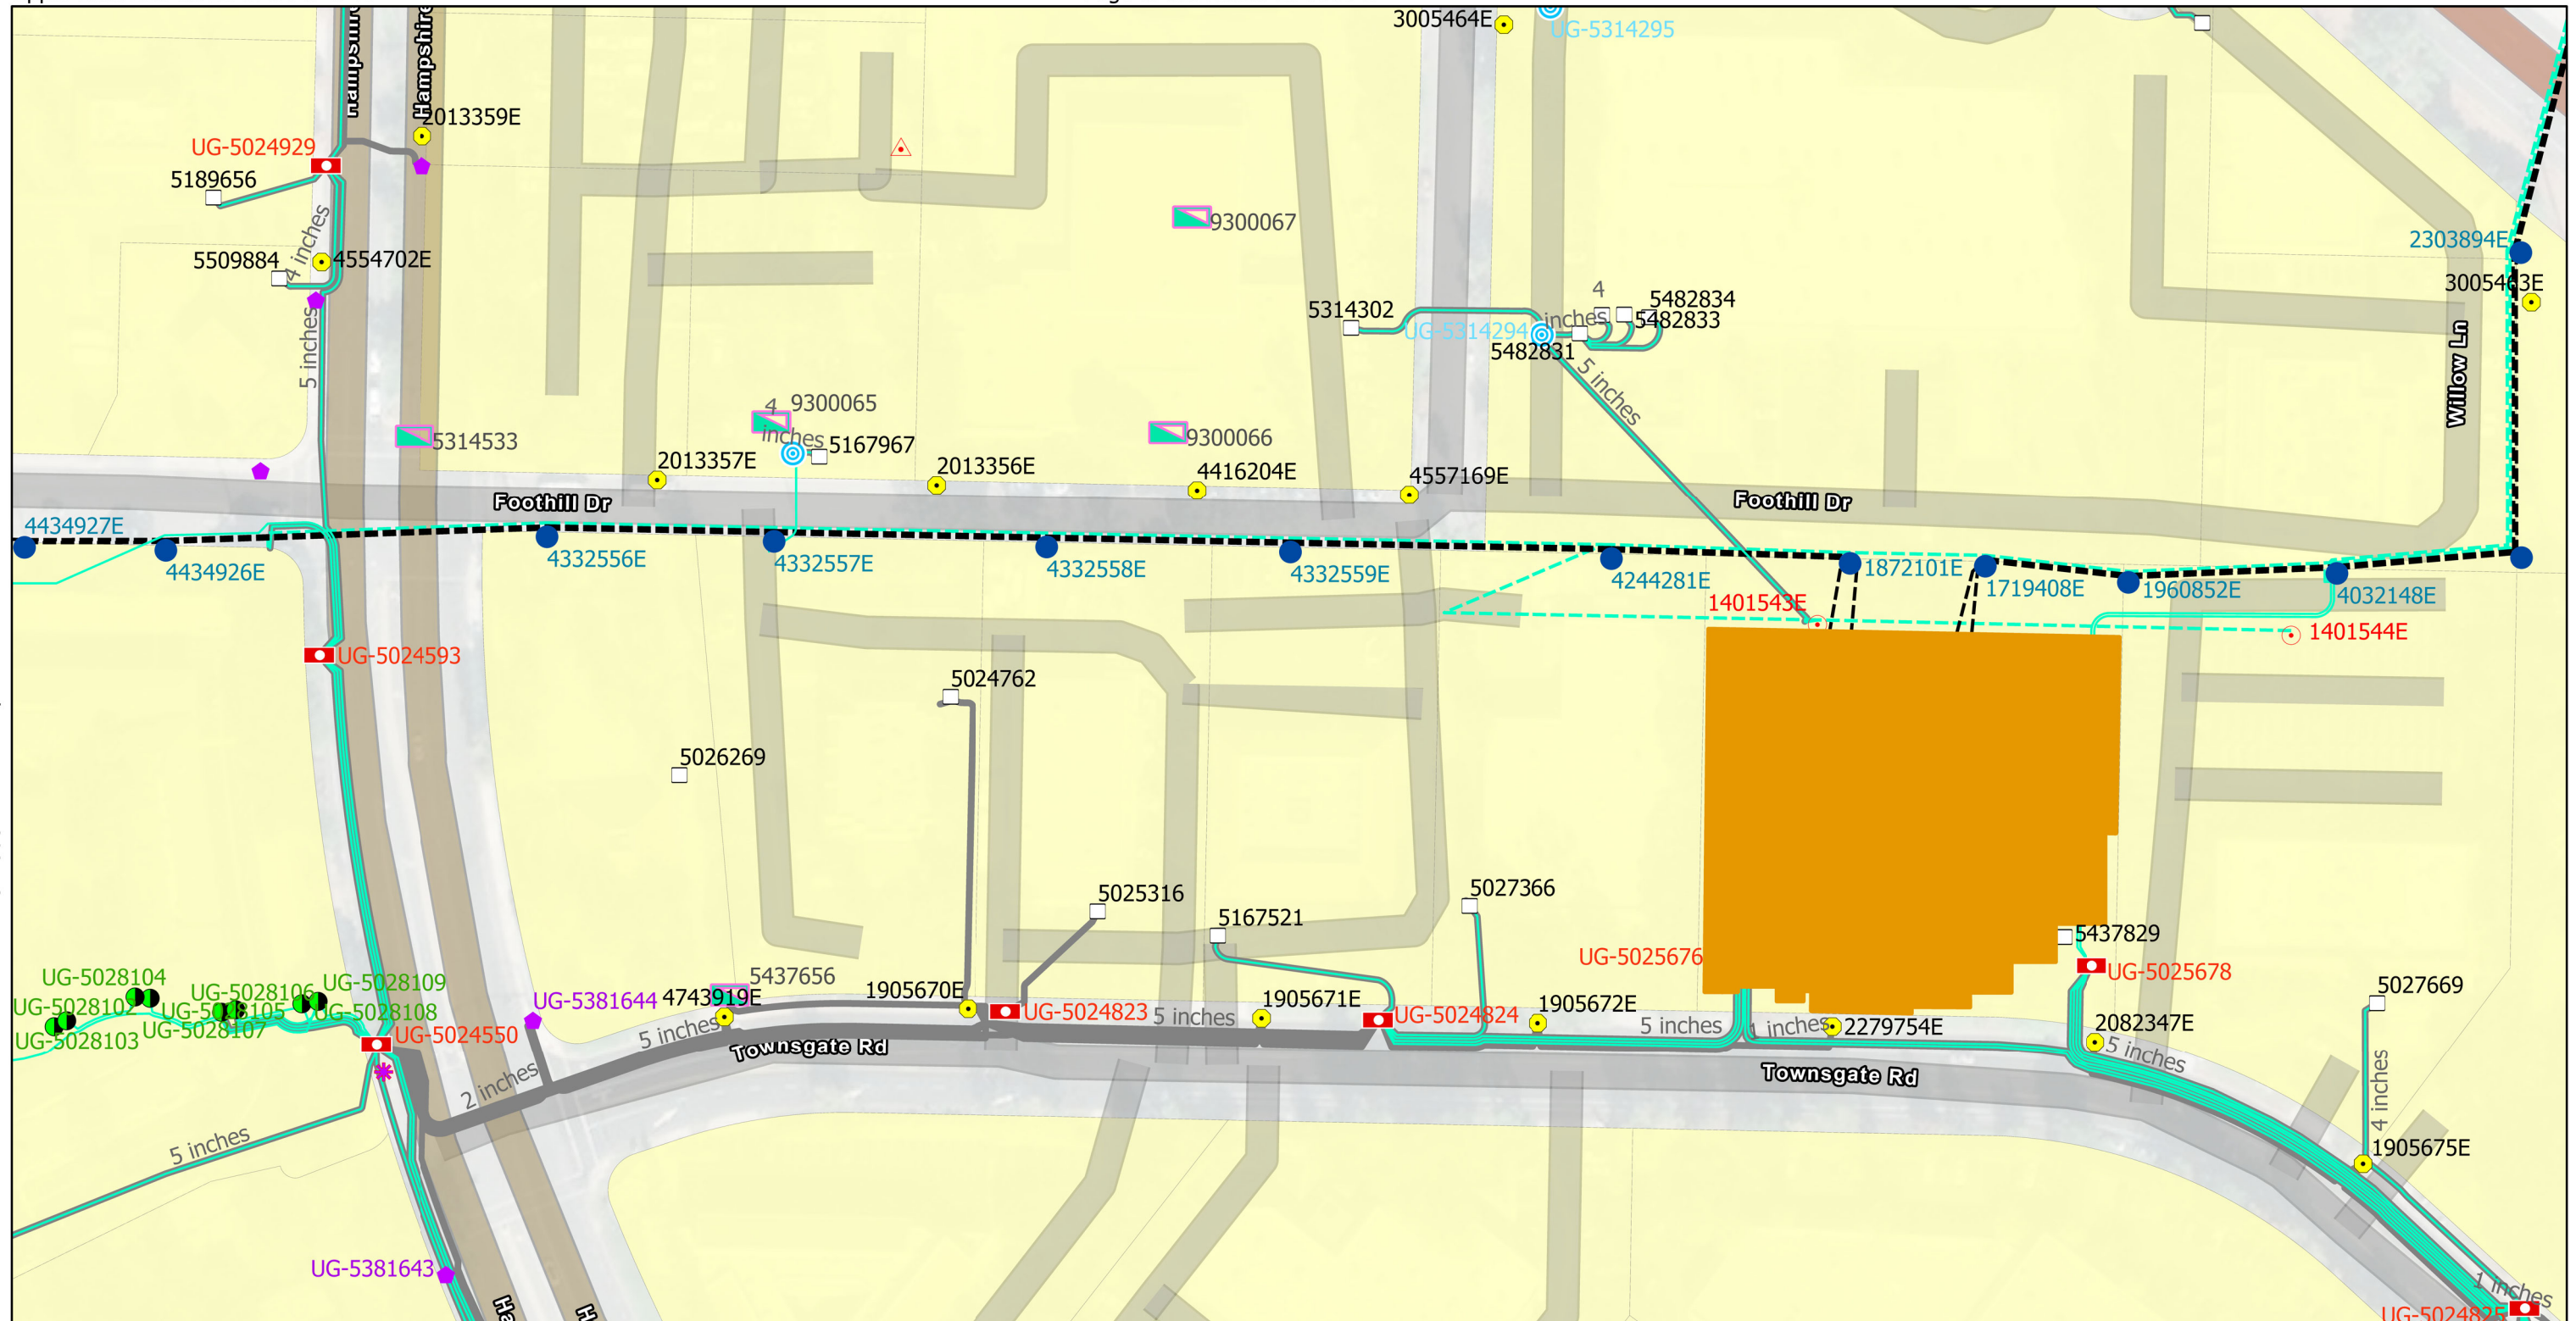 3005464E
UG-5314295
Hampshire
2013359E
UG-5024929
5189656
4 inches
5509884
4554702E
5 inches
9300067
2303894E
3005463E
5314302
UG-5314294
4
inches
5482834
5482833
5482831
5 inches
Willow Ln
5314533
4
9300065
inches
5167967
9300066
2013357E
2013356E
4416204E
4557169E
Foothill Dr
Foothill Dr
4434927E
4434926E
4332556E
4332557E
4332558E
4332559E
4244281E
1872101E
1719408E
1960852E
4032148E
1401543E
1401544E
UG-5024593
5024762
5026269
5025316
5167521
5027366
UG-5025676
5437829
UG-5025678
5027669
UG-5028104
UG-5028102
UG-5028103
UG-5028106
UG-5028105
UG-5028107
UG-5028109
UG-5028108
UG-5024550
UG-5381644
5437656
4743919E
1905670E
UG-5024823
5 inches
5 inches
1905671E
UG-5024824
1905672E
5 inches
1 inches
2279754E
2082347E
5 inches
Townsgate Rd
Townsgate Rd
2 inches
4 inches
1905675E
5 inches
UG-5381643
1 inches
UG-5024825